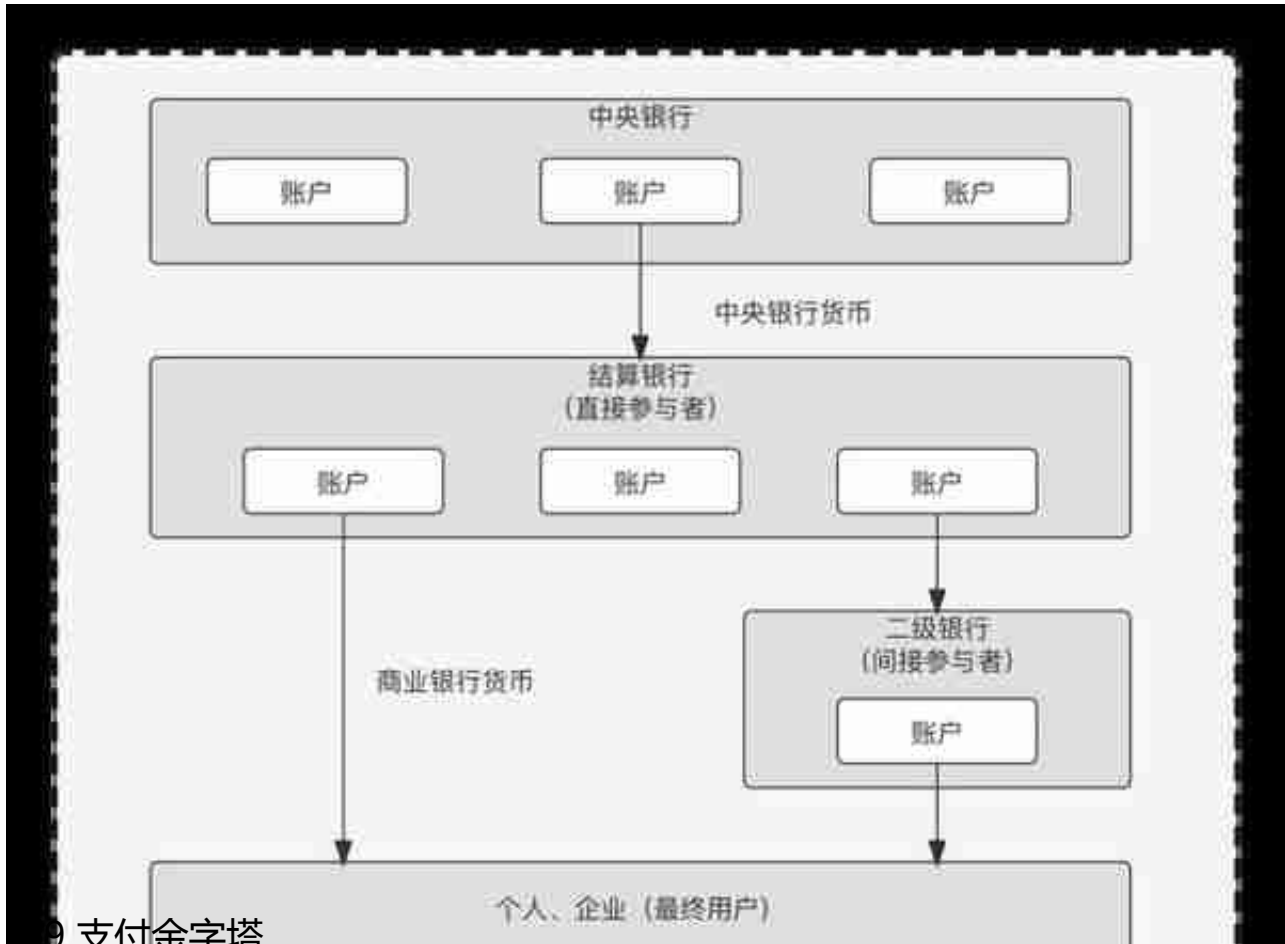 中央银行
账户
账户
账户
中央银行货币
结算银行
（直接参与者）
账户
账户
账户
二级银行
（间接参与者）
商业银行货币
账户
个人、企业（最终用户）
9 支付金字塔